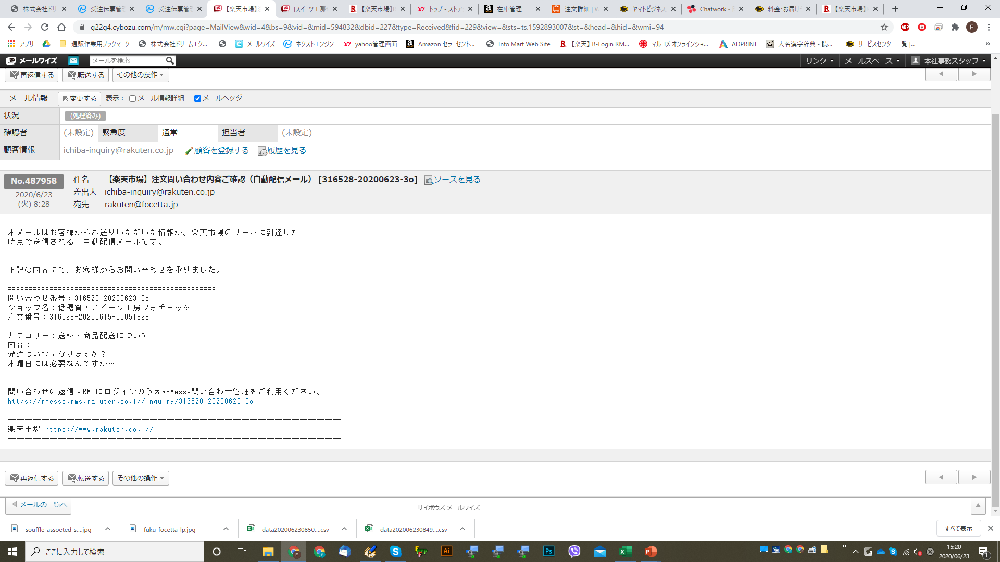 株式会社ドリ
受注伝票管理
受注伝票管理
【楽天市場】
[スイーツ工房
【楽天市場】
トップ - ストア
在庫管理
注文詳細 | W
ヤマトビジネス
Chatwork -
料金・お届け
【楽天市場】
g22g4.cybozu.com/m/mw.cgi?page=MailView&wid=4&bs=9&vid=&mid=594832&dbid=227&type=Received&fid=229&view=&sts=ts.1592893007&st=&head=&hid=&wmi=94
アプリ
通販作業用ブックマーク
株式会社ドリームエク...
メールワイズ
ネクストエンジン
yahoo管理画面
Amazon セラーセント...
Info Mart Web Site
【楽天】R-Login RM...
マルコメ オンラインショ...
ADPRINT
人名漢字辞典 - 読...
サービスセンター一覧 |...
メールワイズ
メールを検索
リンク
メールスペース
本社事務スタッフ
再返信する
転送する
その他の操作
メール情報
変更する
表示：
メール情報詳細
メールヘッダ
状況
(処理済み)
確認者
(未設定)
緊急度
通常
担当者
(未設定)
顧客情報
ichiba-inquiry@rakuten.co.jp
顧客を登録する
履歴を見る
No.487958
2020/6/23
(火) 8:28
件名
【楽天市場】注文問い合わせ内容ご確認（自動配信メール） [316528-20200623-3o]
ソースを見る
差出人
ichiba-inquiry@rakuten.co.jp
宛先
rakuten@focetta.jp
---------------------------------------------------------------------
本メールはお客様からお送りいただいた情報が、楽天市場のサーバに到達した
時点で送信される、自動配信メールです。
---------------------------------------------------------------------
下記の内容にて、お客様からお問い合わせを承りました。
==================================================
問い合わせ番号：316528-20200623-3o
ショップ名：低糖質・スイーツ工房フォチェッタ
注文番号：316528-20200615-00051823
==================================================
カテゴリー：送料・商品配送について
内容：
発送はいつになりますか？
木曜日には必要なんですが…
==================================================
問い合わせの返信はRMSにログインのうえR-Messe問い合わせ管理をご利用ください。
https://rmesse.rms.rakuten.co.jp/inquiry/316528-20200623-3o
――――――――――――――――――――――――――――――――――――――――
楽天市場 https://www.rakuten.co.jp/
――――――――――――――――――――――――――――――――――――――――
再返信する
転送する
その他の操作
メールの一覧へ
サイボウズ メールワイズ
souffle-assoeted-s....jpg
fuku-focetta-lp.jpg
data202006230850....csv
data202006230849....csv
すべて表示
ここに入力して検索
15:20
2020/06/23